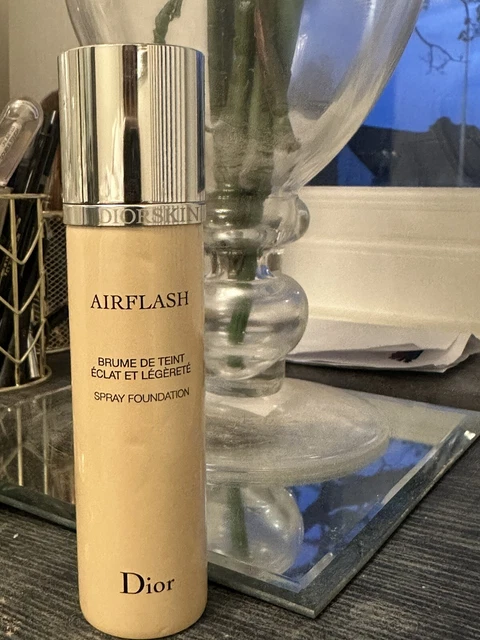 DIORSKIN
AIRFLASH
BRUME DE TEINT
ÉCLAT ET LÉGÈRETÉ
SPRAY FOUNDATION
Dior